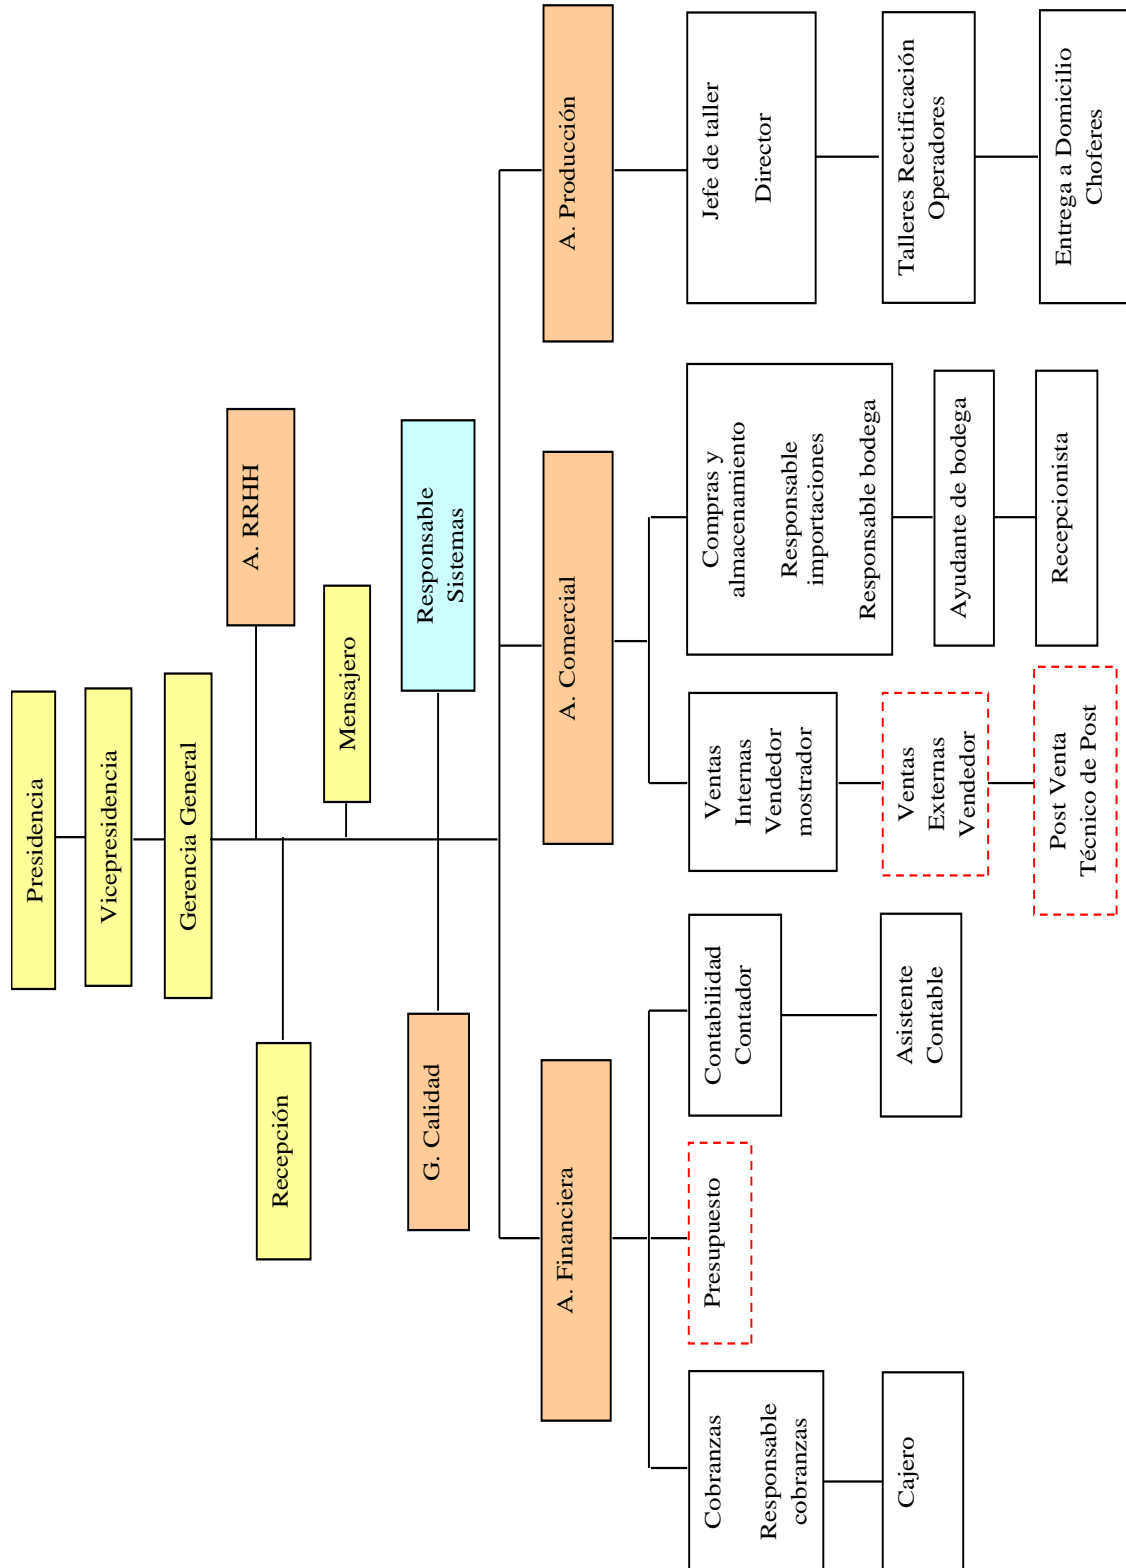 Presidencia
Vicepresidencia
Gerencia General
A. RRHH
Recepción
Mensajero
G. Calidad
Responsable
Sistemas
A. Financiera
A. Comercial
A. Producción
Cobranzas
Responsable
cobranzas
Cajero
Presupuesto
Contabilidad
Contador
Asistente
Contable
Ventas
Internas
Vendedor
mostrador
Ventas
Externas
Vendedor
Post Venta
Técnico de Post
Compras y
almacenamiento
Responsable
importaciones
Responsable bodega
Ayudante de bodega
Recepcionista
Jefe de taller
Director
Talleres Rectificación
Operadores
Entrega a Domicilio
Choferes